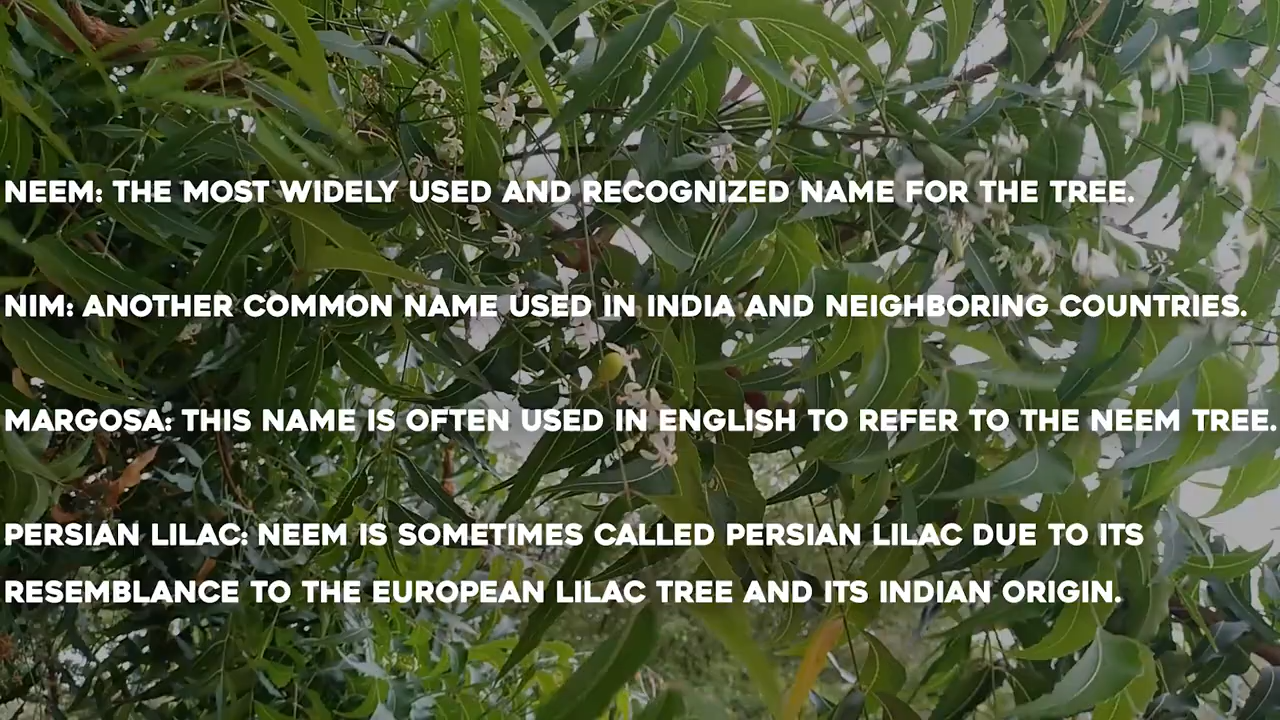 NEEM: THE MOST WIDELY USED AND RECOGNIZED NAME FOR THE TREE.
NIM: ANOTHER COMMON NAME USED IN INDIA AND NEIGHBORING COUNTRIES.
MARGOSA: THIS NAME IS OFTEN USED IN ENGLISH TO REFER TO THE NEEM TREE.
PERSIAN LILAC: NEEM IS SOMETIMES CALLED PERSIAN LILAC DUE TO ITS
RESEMBLANCE TO THE EUROPEAN LILAC TREE AND ITS INDIAN ORIGIN.